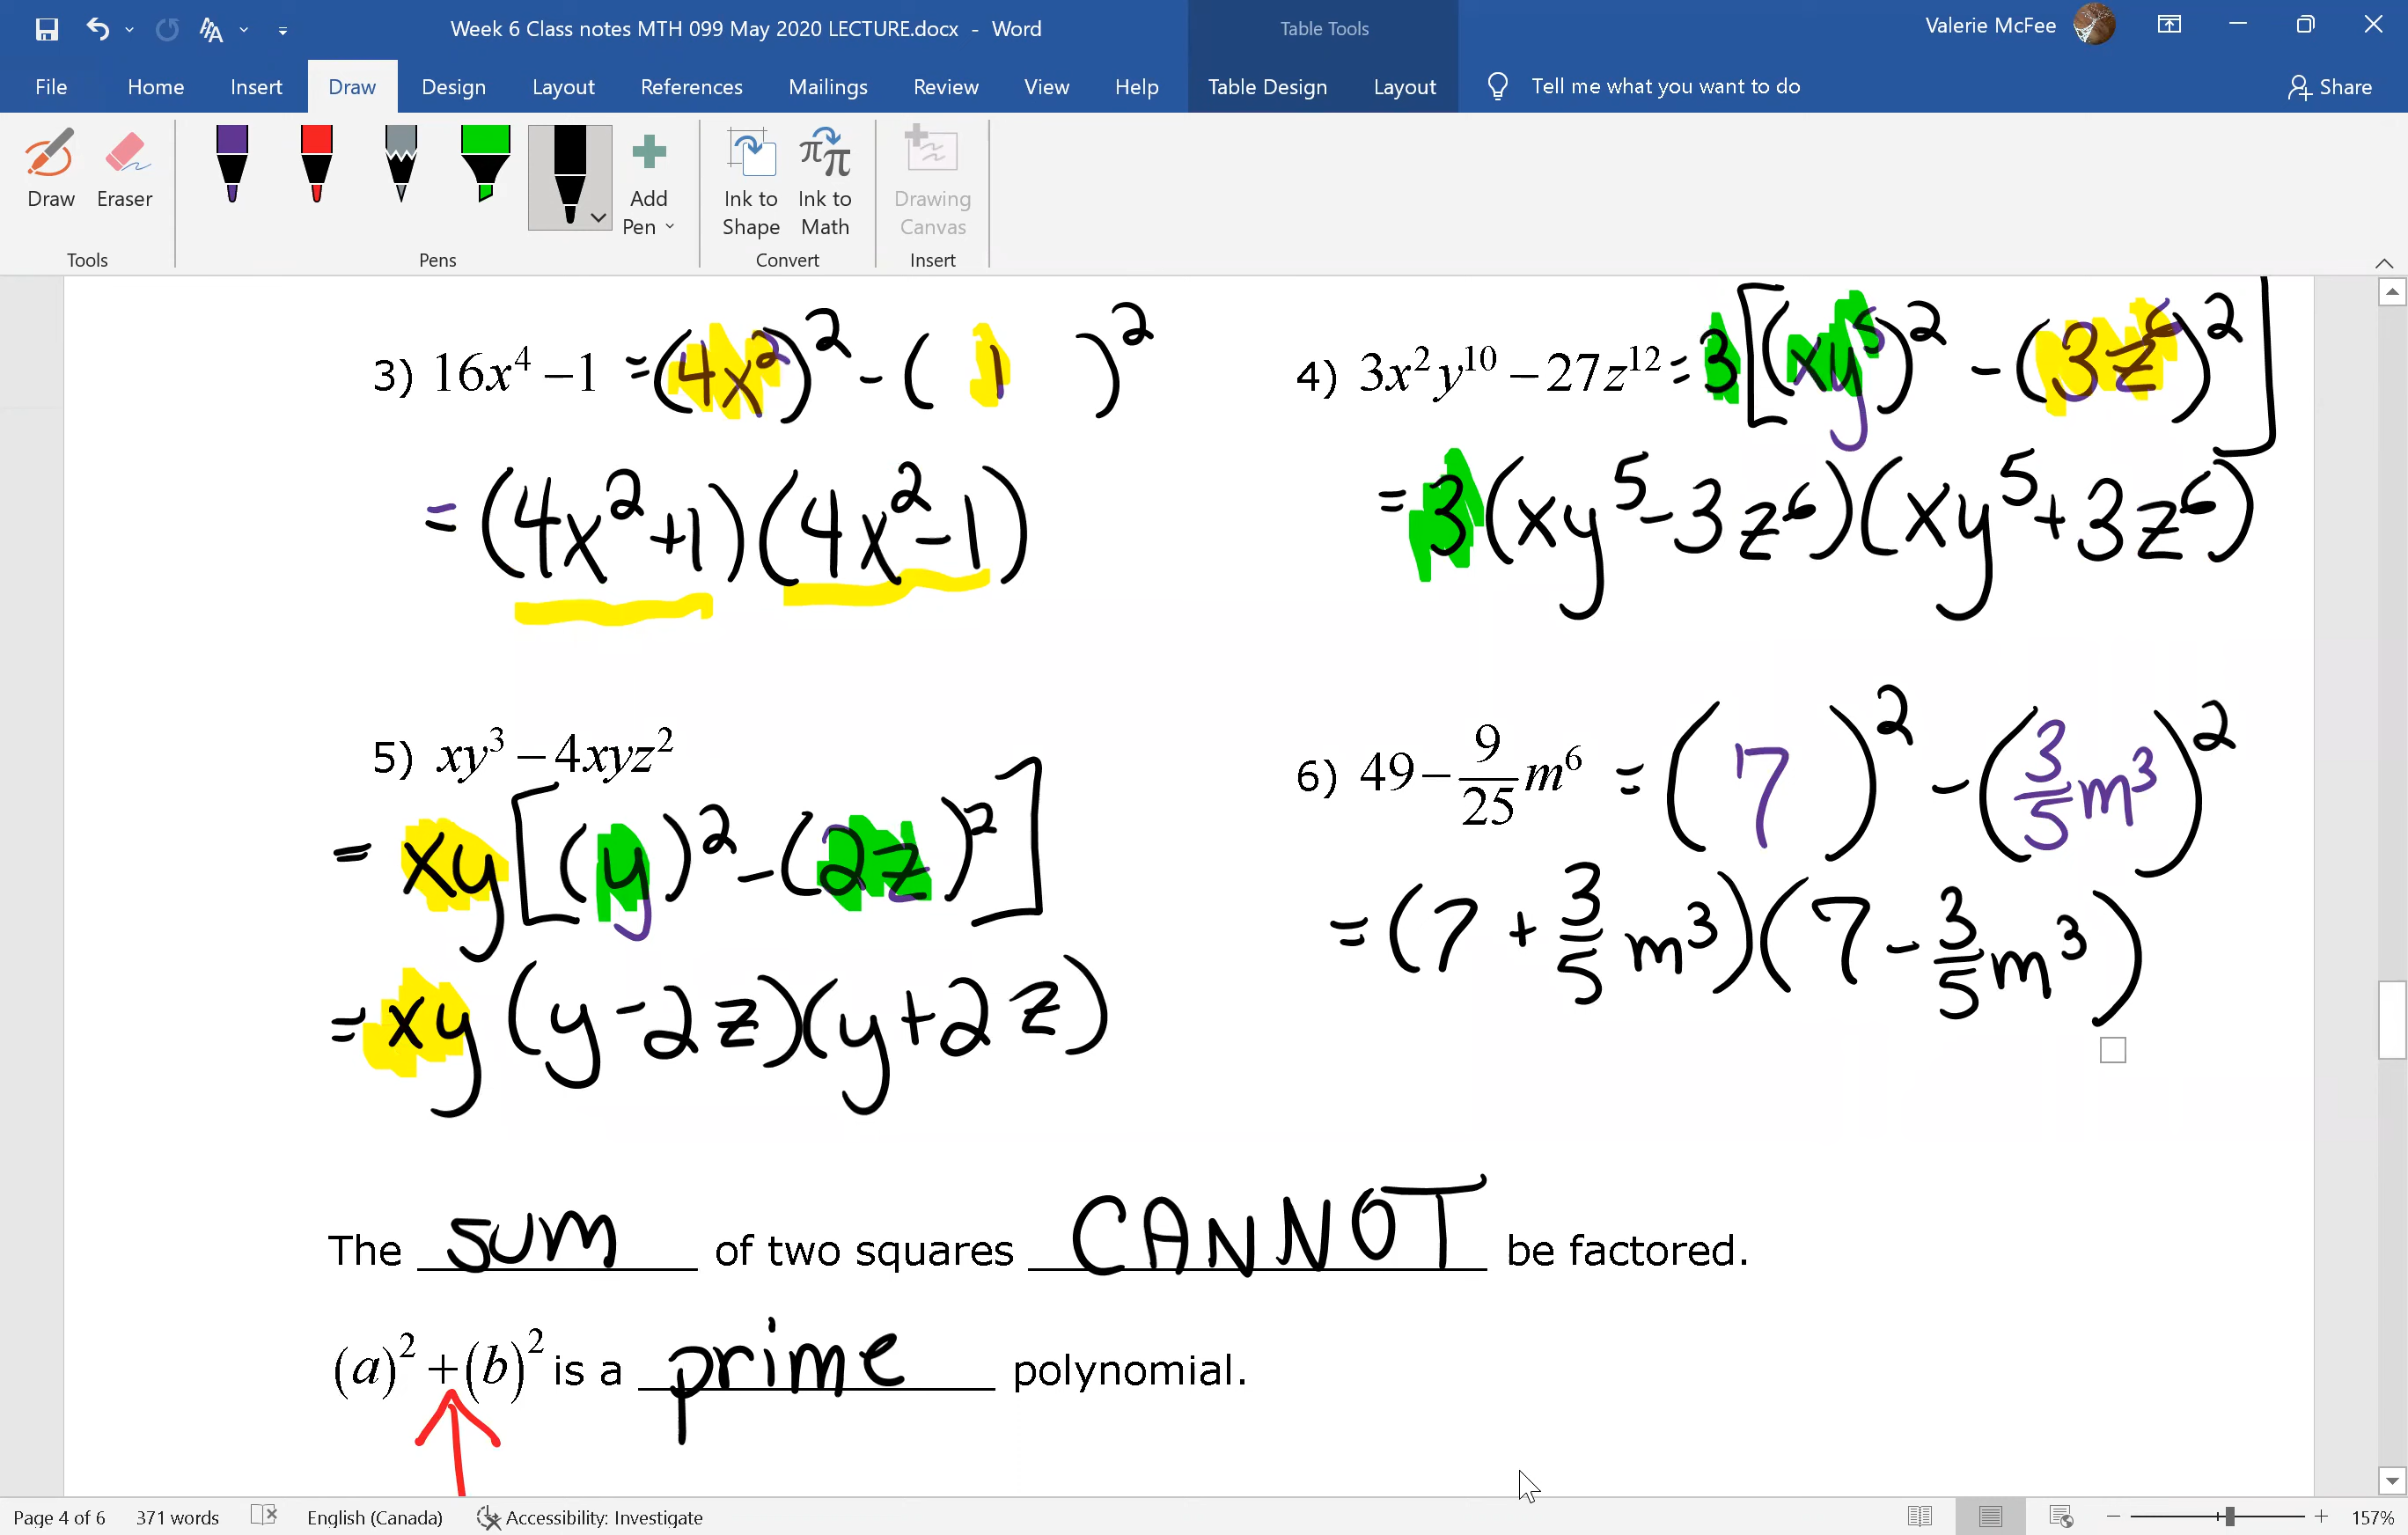 Week 6 Class notes MTH 099 May 2020 LECTURE.docx - Word
Table Tools
Valerie McFee
File Home Insert Draw Design Layout References Mailings Review View Help Table Design Layout Tell me what you want to do Share
Draw Eraser Add Pen Ink to Shape Ink to Math Drawing Canvas
Tools Pens Convert Insert
3) 16x⁴ − 1 = (4x²)² − ( 1 )²
= (4x²+1)(4x²−1)
4) 3x²y¹⁰ − 27z¹² = 3[(xy⁵)² − (3z⁶)²]
= 3(xy⁵−3z⁶)(xy⁵+3z⁶)
5) xy³ − 4xyz²
= xy[(y)² − (2z)²]
= xy(y−2z)(y+2z)
6) 49 − 9/25 m⁶ = (7)² − (3/5 m³)²
= (7 + 3/5 m³)(7 − 3/5 m³)
The SUM of two squares CANNOT be factored.
(a)² + (b)² is a prime polynomial.
Page 4 of 6 371 words English (Canada) Accessibility: Investigate 157%